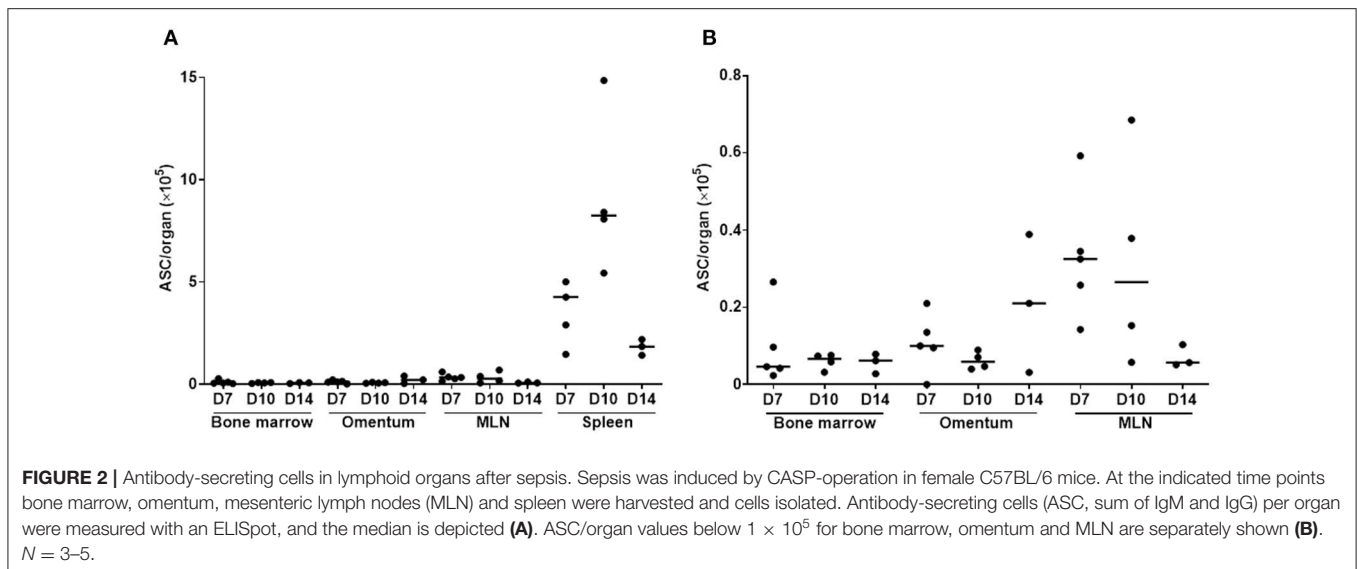 A
B
ASC/organ (×10⁵)
15
10
5
0
D7 D10 D14 D7 D10 D14 D7 D10 D14 D7 D10 D14
Bone marrow Omentum MLN Spleen
ASC/organ (×10⁵)
0.8
0.6
0.4
0.2
0
D7 D10 D14 D7 D10 D14 D7 D10 D14
Bone marrow Omentum MLN
FIGURE 2 | Antibody-secreting cells in lymphoid organs after sepsis. Sepsis was induced by CASP-operation in female C57BL/6 mice. At the indicated time points
bone marrow, omentum, mesenteric lymph nodes (MLN) and spleen were harvested and cells isolated. Antibody-secreting cells (ASC, sum of IgM and IgG) per organ
were measured with an ELISpot, and the median is depicted (A). ASC/organ values below 1 × 10⁵ for bone marrow, omentum and MLN are separately shown (B).
N = 3–5.